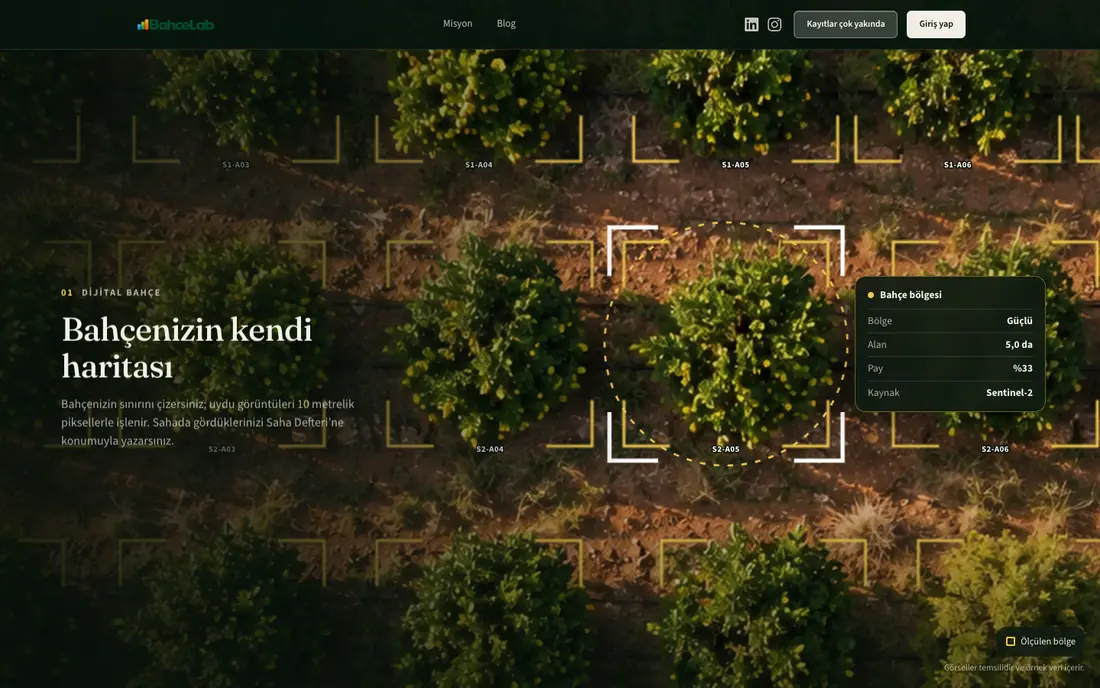 BahceLab
Misyon
Blog
Kayıtlar çok yakında
Giriş yap
S1-A03
S1-A04
S1-A05
S1-A06
01 DİJİTAL BAHÇE
Bahçenizin kendi
haritası
Bahçenizin sınırını çizersiniz; uydu görüntüleri 10 metrelik
piksellerle işlenir. Sahada gördüklerinizi Saha Defteri'ne
konumuyla yazarsınız.
Bahçe bölgesi
Bölge Güçlü
Alan 5,0 da
Pay %33
Kaynak Sentinel-2
S2-A03
S2-A04
S2-A05
S2-A06
Ölçülen bölge
Görseller temsilidir ve örnek veri içerir.